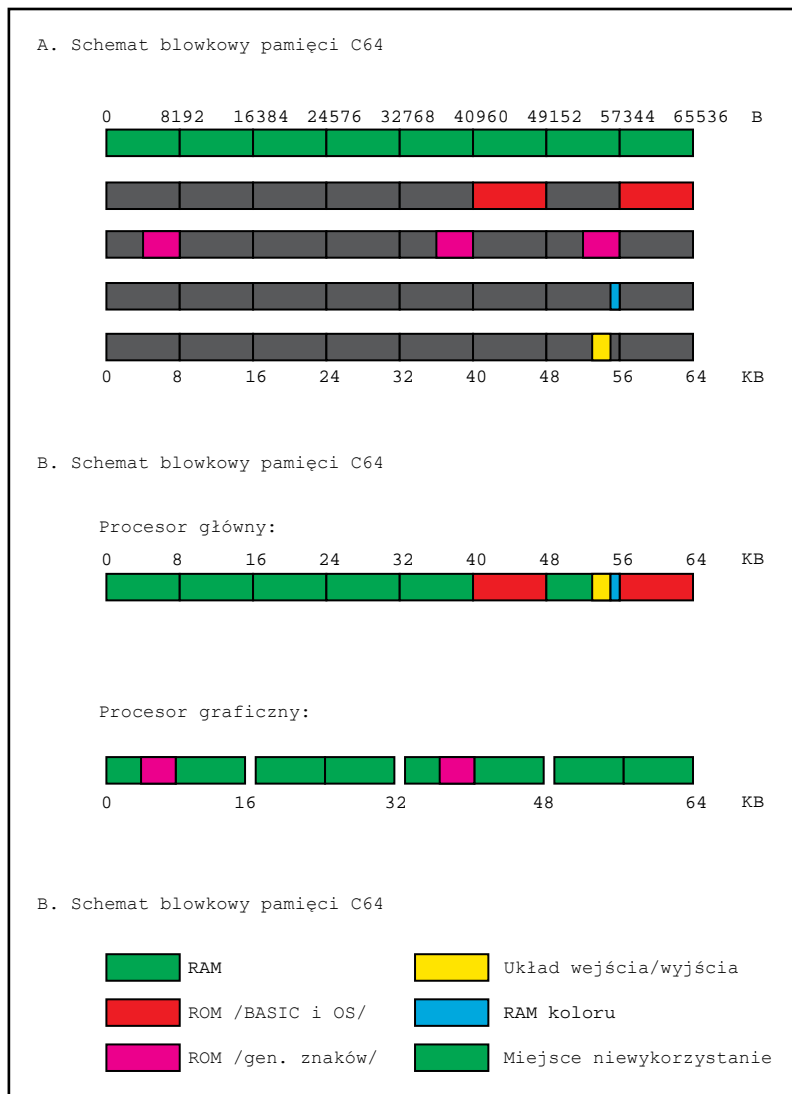 A. Schemat blowkowy pamięci C64
0 8192 16384 24576 32768 40960 49152 57344 65536 B
0 8 16 24 32 40 48 56 64 KB
B. Schemat blowkowy pamięci C64
Procesor główny:
0 8 16 24 32 40 48 56 64 KB
Procesor graficzny:
0 16 32 48 64 KB
B. Schemat blowkowy pamięci C64
RAM
Układ wejścia/wyjścia
ROM /BASIC i OS/
RAM koloru
ROM /gen. znaków/
Miejsce niewykorzystanie